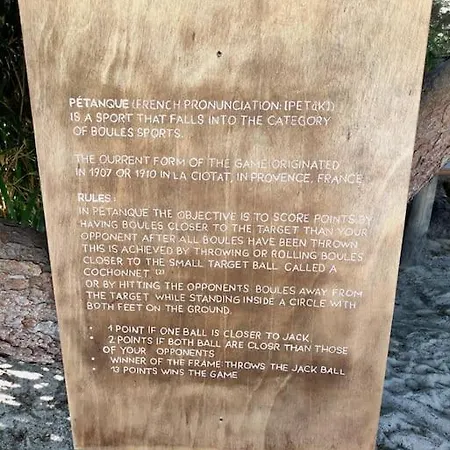 PÉTANQUE (FRENCH PRONUNCIATION: [PETɑ̃K])
IS A SPORT THAT FALLS INTO THE CATEGORY
OF BOULES SPORTS.
THE CURRENT FORM OF THE GAME ORIGINATED
IN 1907 OR 1910 IN LA CIOTAT, IN PROVENCE, FRANCE.
RULES:
IN PETANQUE THE OBJECTIVE IS TO SCORE POINTS BY
HAVING BOULES CLOSER TO THE TARGET THAN YOUR
OPPONENT AFTER ALL BOULES HAVE BEEN THROWN
THIS IS ACHIEVED BY THROWING OR ROLLING BOULES
CLOSER TO THE SMALL TARGET BALL CALLED A
COCHONNET. (2)
OR BY HITTING THE OPPONENTS BOULES AWAY FROM
THE TARGET WHILE STANDING INSIDE A CIRCLE WITH
BOTH FEET ON THE GROUND.
• 1 POINT IF ONE BALL IS CLOSER TO JACK
• 2 POINTS IF BOTH BALL ARE CLOSR THAN THOSE
OF YOUR OPPONENTS
• WINNER OF THE FRAME THROWS THE JACK BALL
• 13 POINTS WINS THE GAME